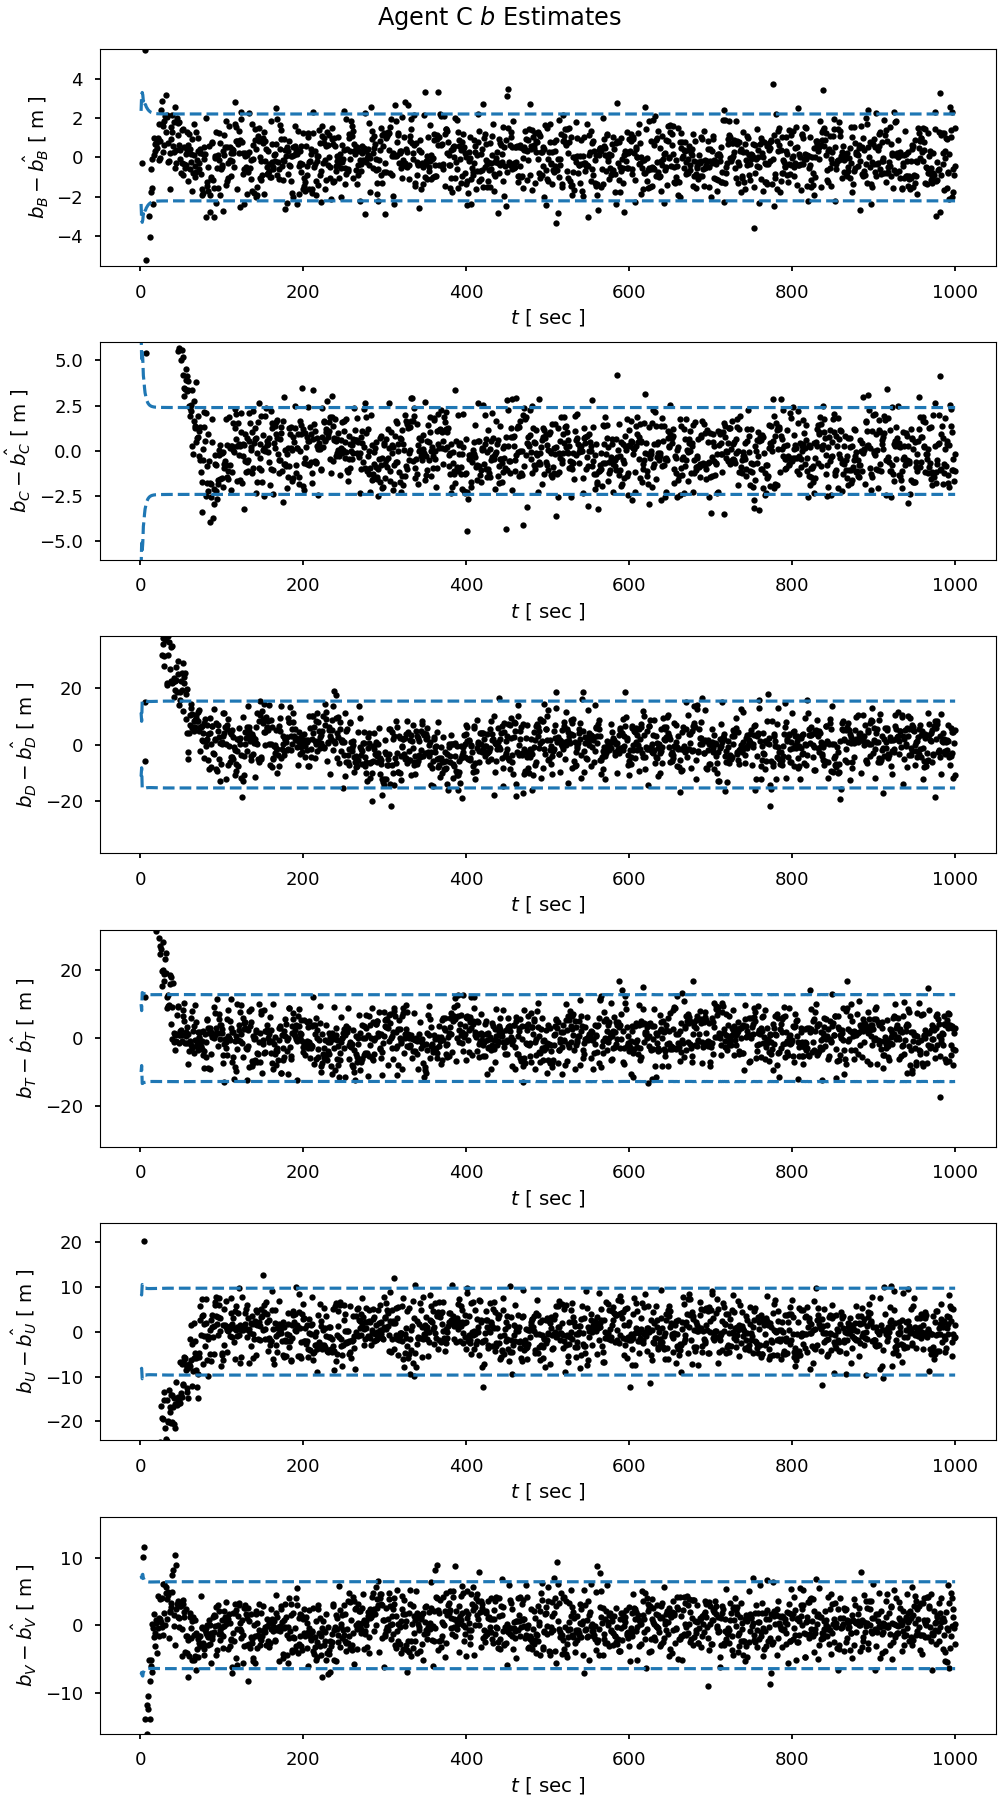 Agent C b Estimates
b_B − b̂_B [ m ]
4
2
0
−2
−4
0 200 400 600 800 1000
t [ sec ]
b_C − b̂_C [ m ]
5.0
2.5
0.0
−2.5
−5.0
0 200 400 600 800 1000
t [ sec ]
b_D − b̂_D [ m ]
20
0
−20
0 200 400 600 800 1000
t [ sec ]
b_T − b̂_T [ m ]
20
0
−20
0 200 400 600 800 1000
t [ sec ]
b_U − b̂_U [ m ]
20
10
0
−10
−20
0 200 400 600 800 1000
t [ sec ]
b_V − b̂_V [ m ]
10
0
−10
0 200 400 600 800 1000
t [ sec ]